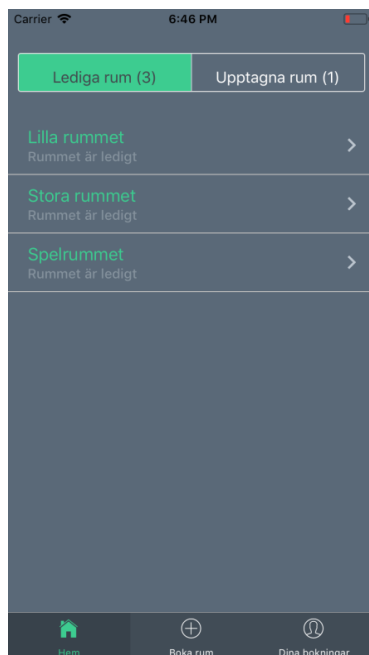 Carrier 6:46 PM
Lediga rum (3) Upptagna rum (1)
Lilla rummet
Rummet är ledigt
Stora rummet
Rummet är ledigt
Spelrummet
Rummet är ledigt
Hem Boka rum Dina bokningar